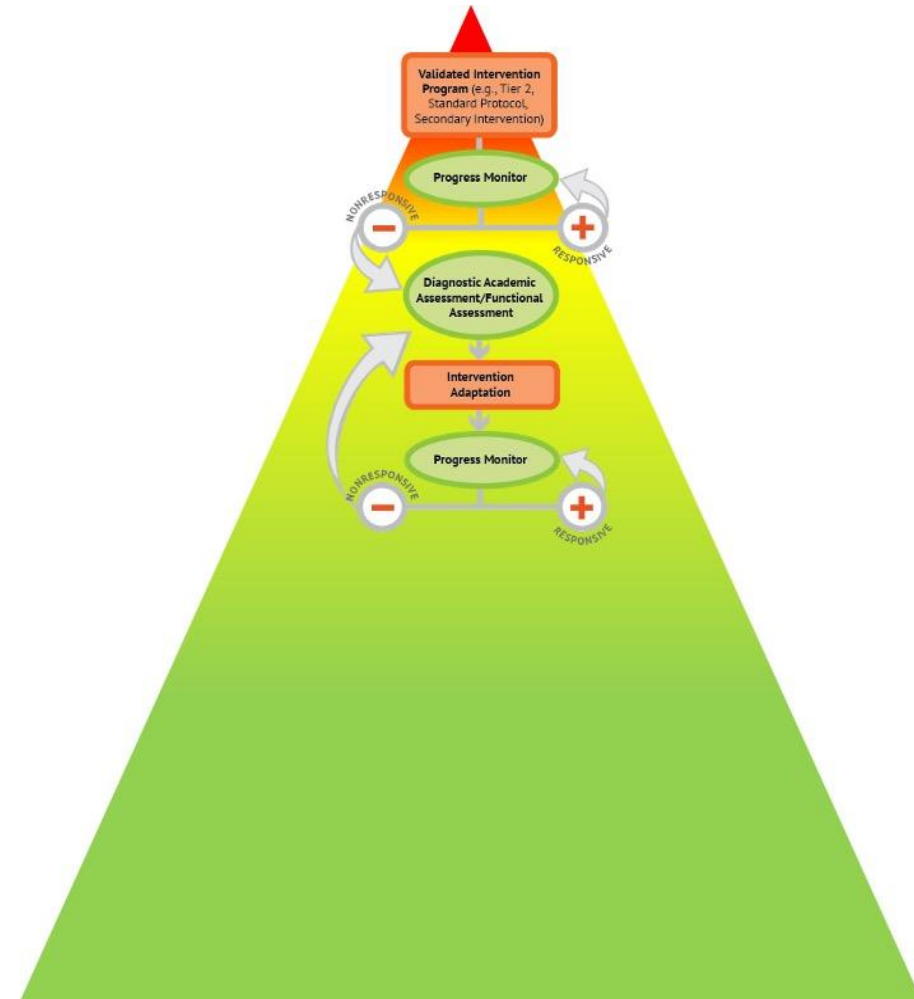 Validated Intervention
Program (e.g., Tier 2,
Standard Protocol,
Secondary Intervention)
Progress Monitor
NONRESPONSIVE
RESPONSIVE
Diagnostic Academic
Assessment/Functional
Assessment
Intervention
Adaptation
Progress Monitor
NONRESPONSIVE
RESPONSIVE